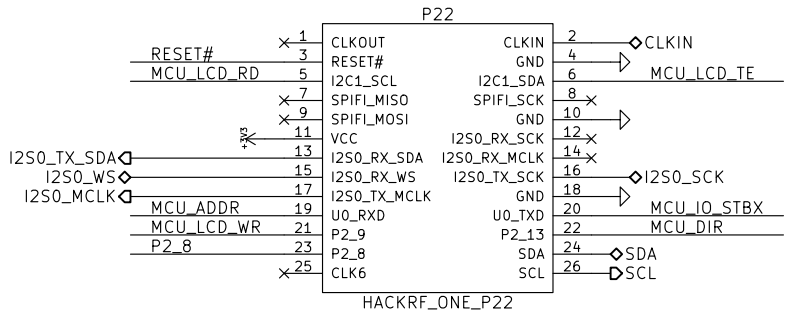 P22
1 CLKOUT CLKIN 2 CLKIN
RESET# 3 RESET# GND 4
MCU_LCD_RD 5 I2C1_SCL I2C1_SDA 6 MCU_LCD_TE
7 SPIFI_MISO SPIFI_SCK 8
9 SPIFI_MOSI GND 10
+3V3 11 VCC I2S0_RX_SCK 12
I2S0_TX_SDA 13 I2S0_RX_SDA I2S0_RX_MCLK 14
I2S0_WS 15 I2S0_RX_WS I2S0_TX_SCK 16 I2S0_SCK
I2S0_MCLK 17 I2S0_TX_MCLK GND 18
MCU_ADDR 19 U0_RXD U0_TXD 20 MCU_IO_STBX
MCU_LCD_WR 21 P2_9 P2_13 22 MCU_DIR
P2_8 23 P2_8 SDA 24 SDA
25 CLK6 SCL 26 SCL
HACKRF_ONE_P22